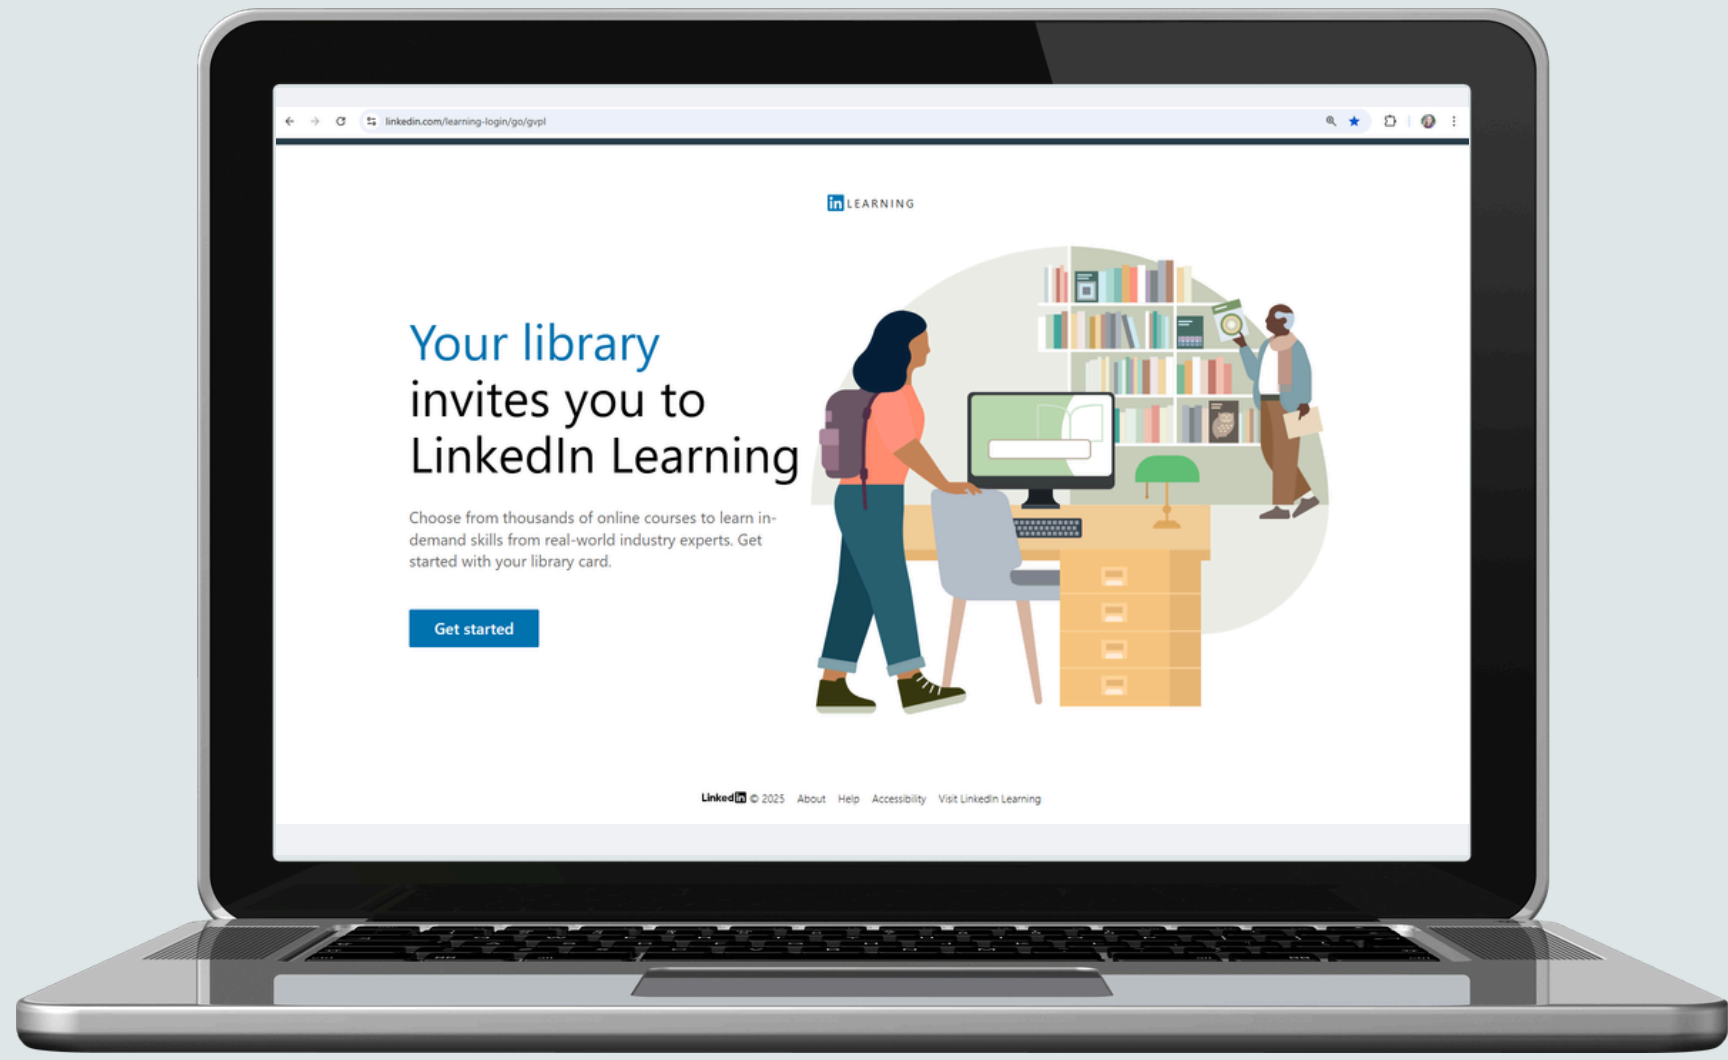 linkedin.com/learning-login/go/gvpl
in LEARNING
Your library
invites you to
LinkedIn Learning
Choose from thousands of online courses to learn in-
demand skills from real-world industry experts. Get
started with your library card.
Get started
Linked in © 2025 About Help Accessibility Visit LinkedIn Learning